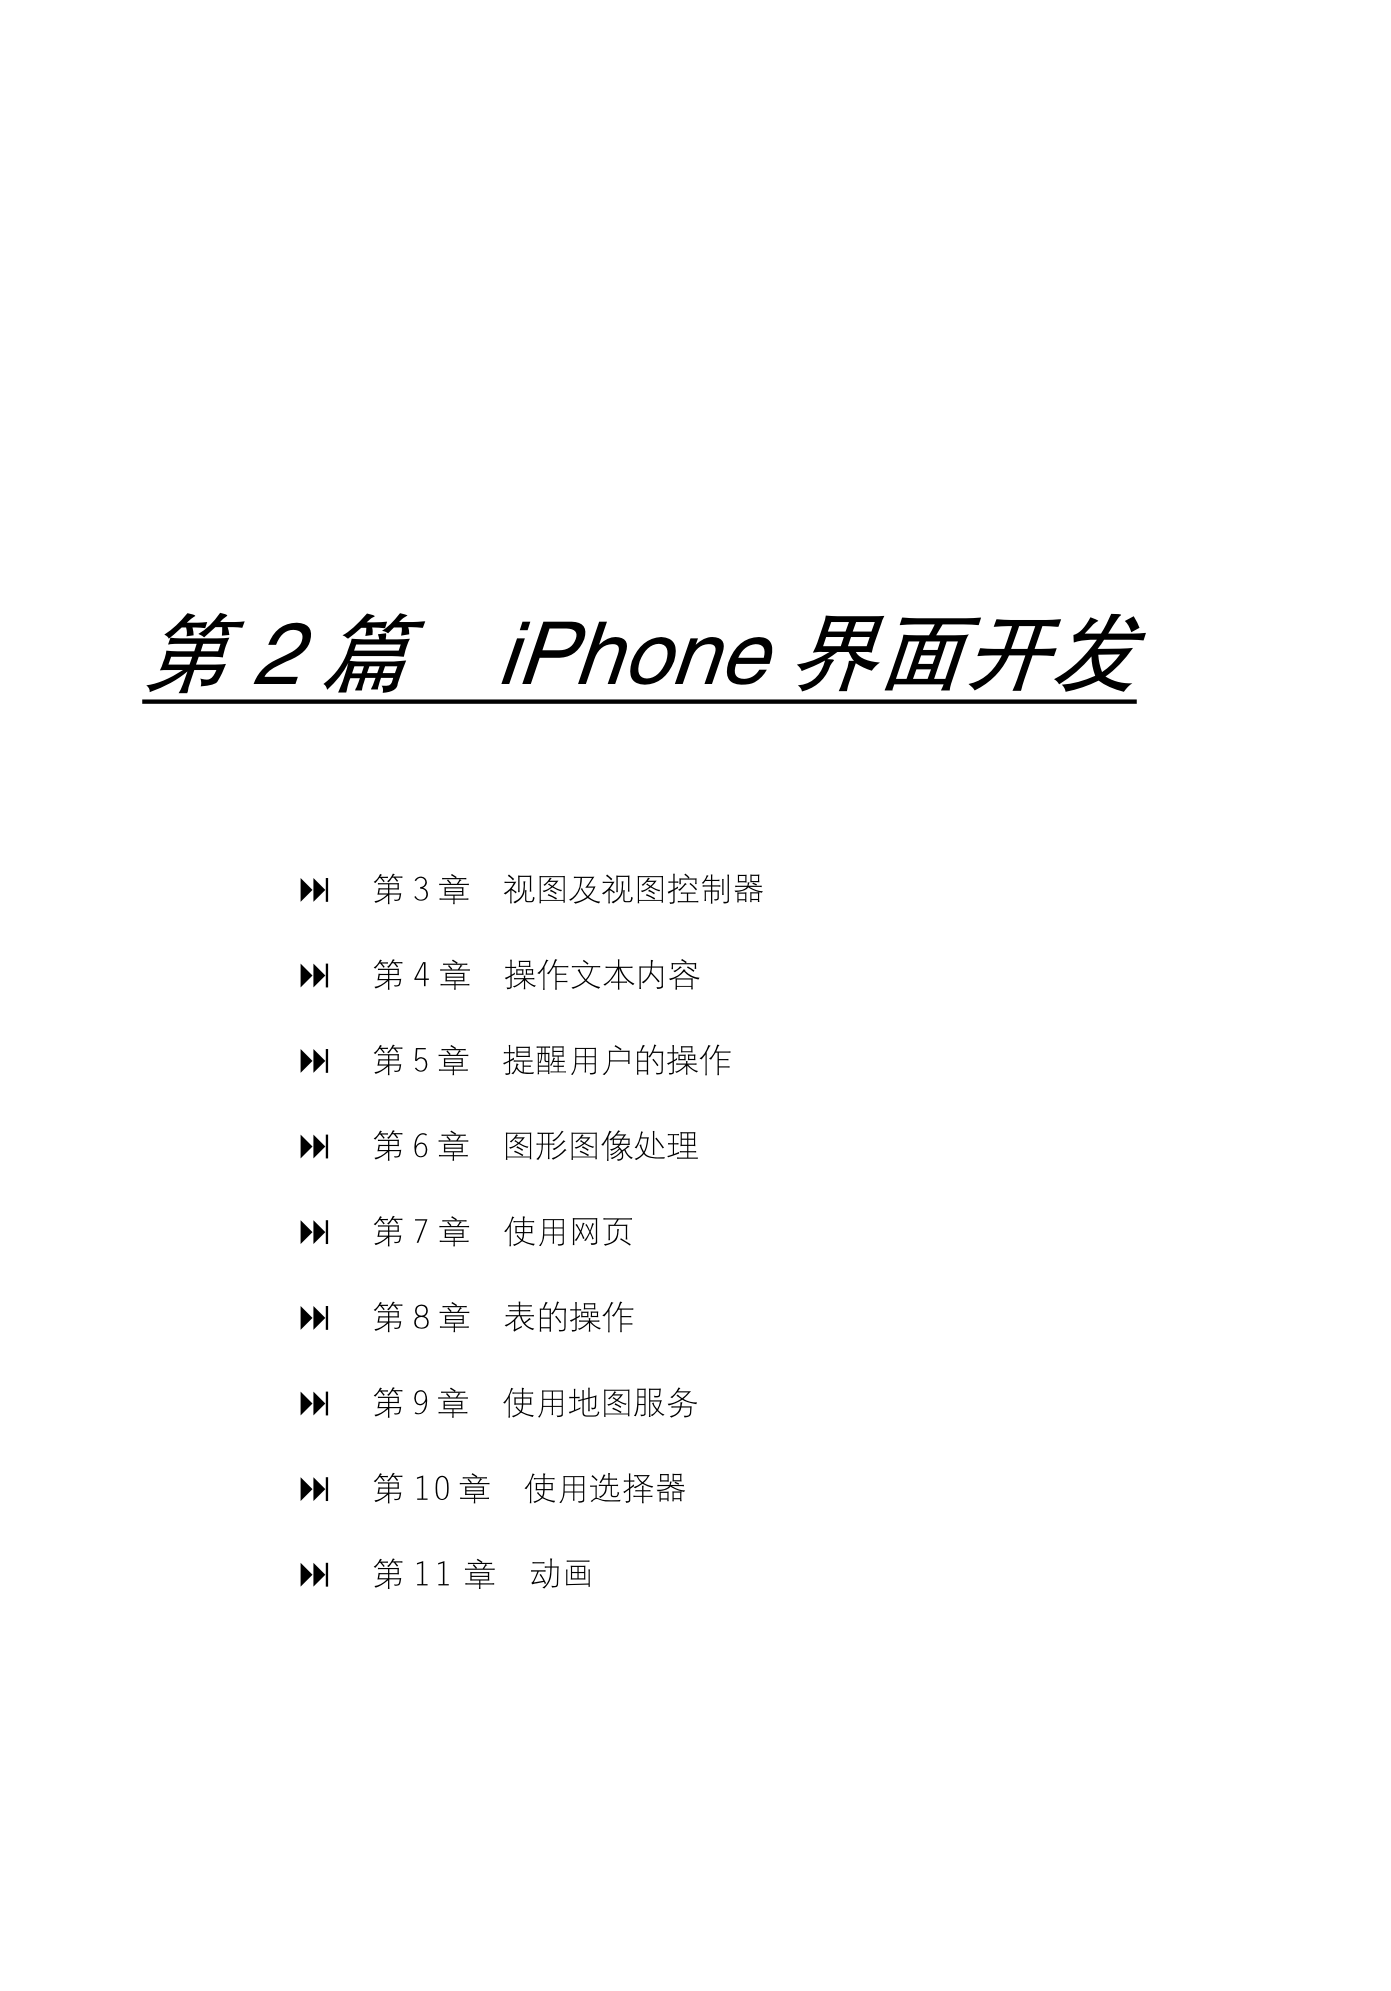 第 2 篇　iPhone 界面开发
第 3 章　视图及视图控制器
第 4 章　操作文本内容
第 5 章　提醒用户的操作
第 6 章　图形图像处理
第 7 章　使用网页
第 8 章　表的操作
第 9 章　使用地图服务
第 10 章　使用选择器
第 11 章　动画